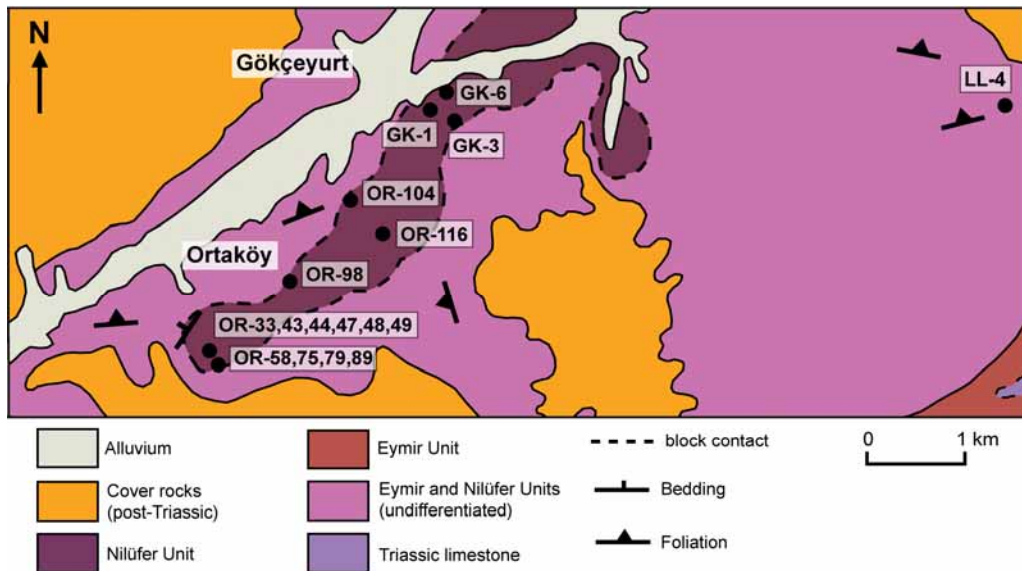 N
Gökçeyurt
LL-4
GK-6
GK-1
GK-3
OR-104
OR-116
Ortaköy
OR-98
OR-33,43,44,47,48,49
OR-58,75,79,89
Alluvium
Cover rocks
(post-Triassic)
Nilüfer Unit
Eymir Unit
Eymir and Nilüfer Units
(undifferentiated)
Triassic limestone
block contact
Bedding
Foliation
0 1 km